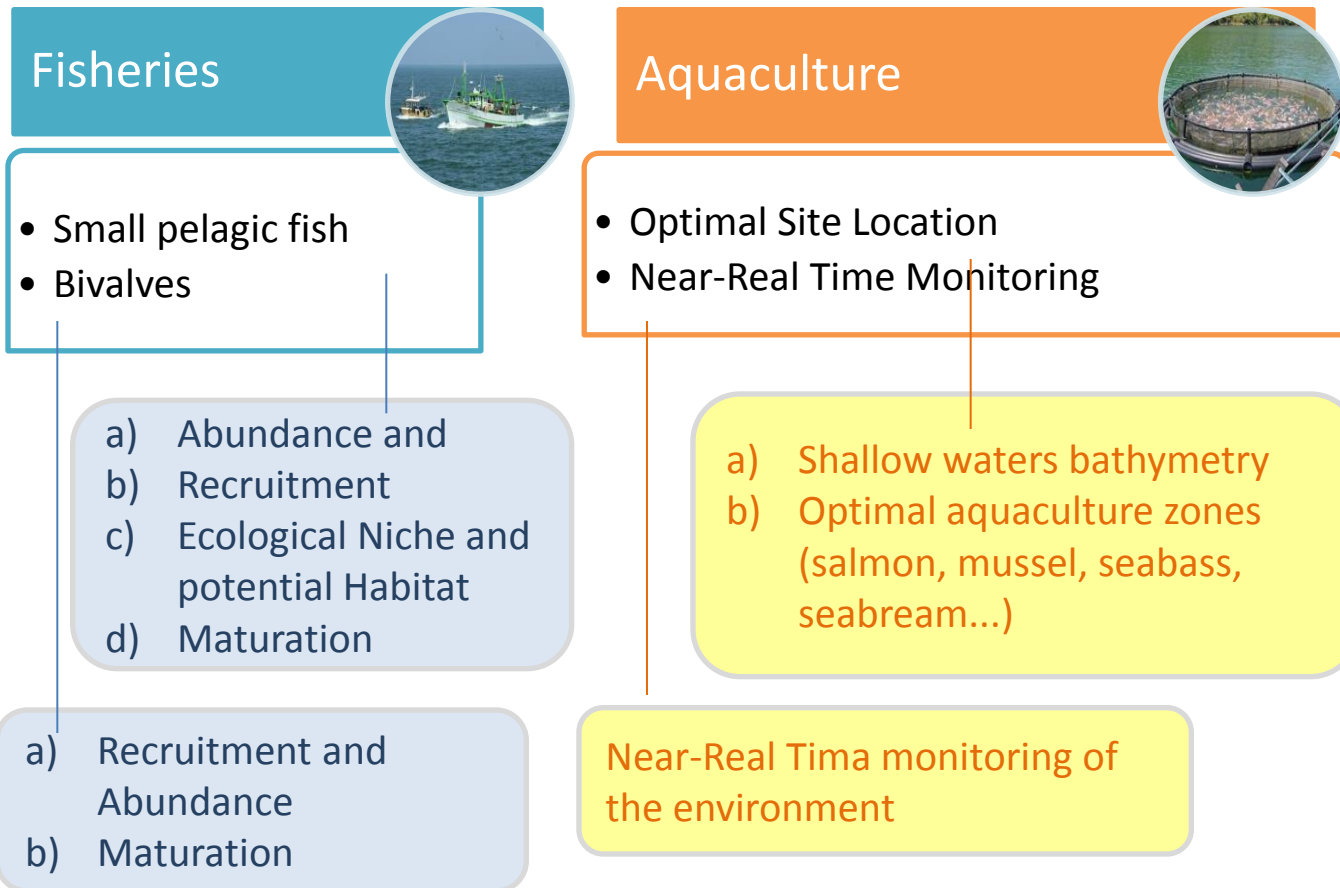 Fisheries
• Small pelagic fish
• Bivalves
a) Abundance and
b) Recruitment
c) Ecological Niche and
potential Habitat
d) Maturation
a) Recruitment and
Abundance
b) Maturation
Aquaculture
• Optimal Site Location
• Near-Real Time Monitoring
a) Shallow waters bathymetry
b) Optimal aquaculture zones
(salmon, mussel, seabass,
seabream...)
Near-Real Tima monitoring of
the environment